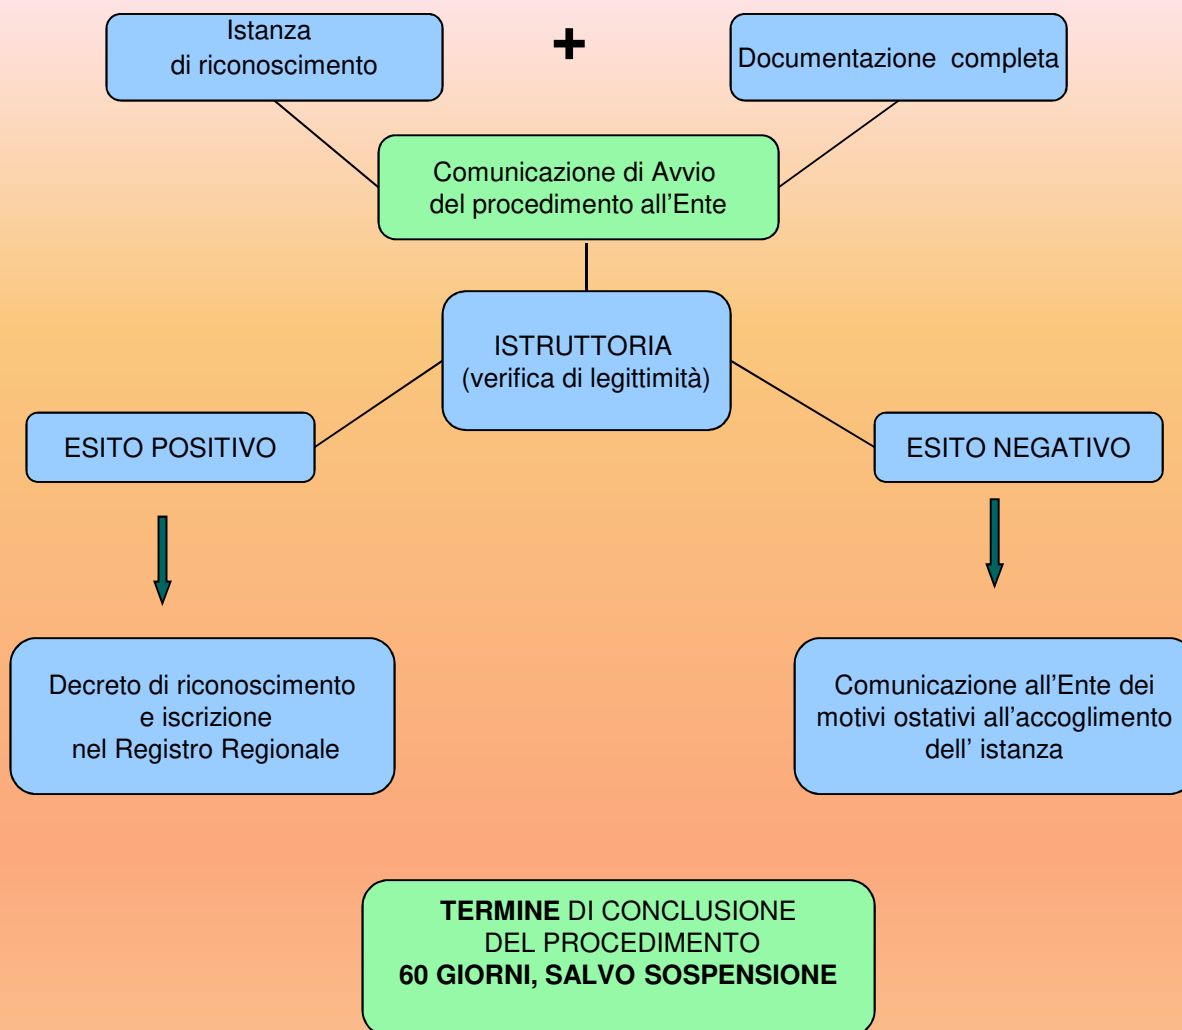 Istanza
di riconoscimento
+
Documentazione completa
Comunicazione di Avvio
del procedimento all’Ente
ISTRUTTORIA
(verifica di legittimità)
ESITO POSITIVO
ESITO NEGATIVO
Decreto di riconoscimento
e iscrizione
nel Registro Regionale
Comunicazione all’Ente dei
motivi ostativi all’accoglimento
dell’ istanza
TERMINE DI CONCLUSIONE
DEL PROCEDIMENTO
60 GIORNI, SALVO SOSPENSIONE